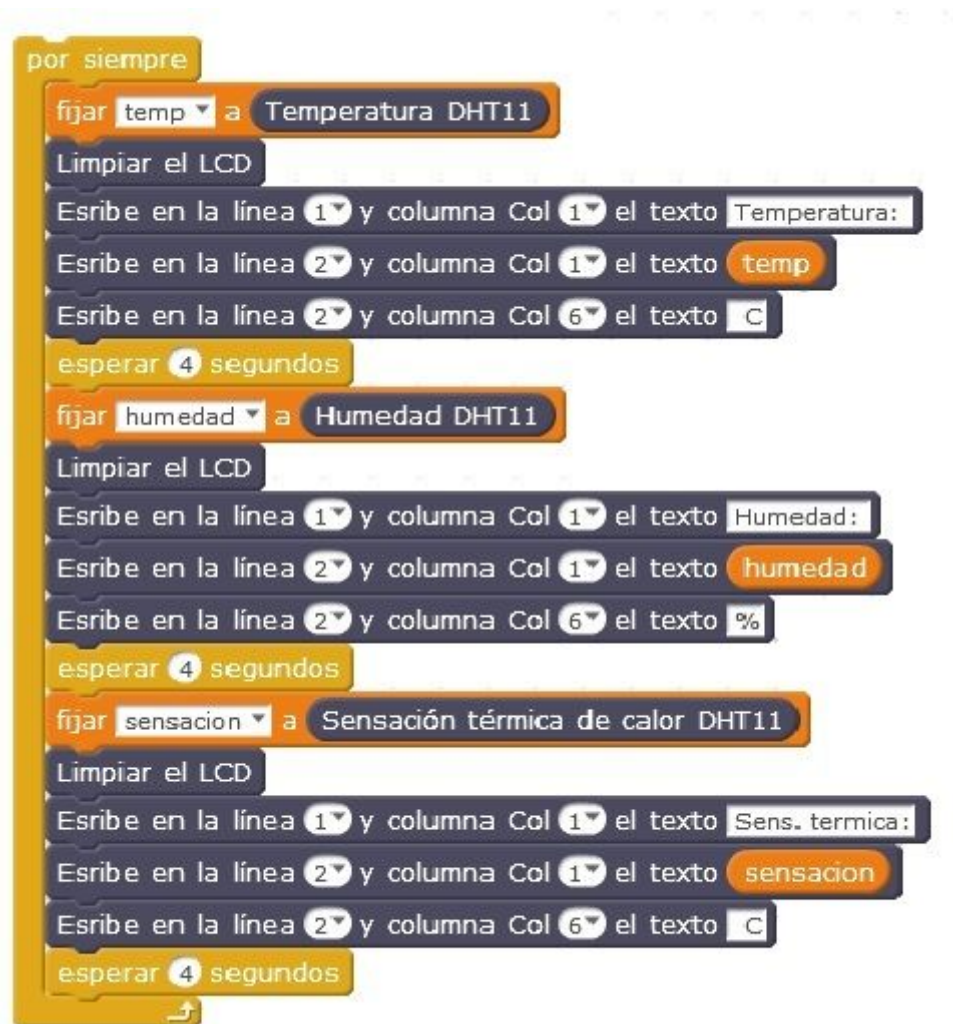 por siempre
fijar temp a Temperatura DHT11
Limpiar el LCD
Esribe en la línea 1 y columna Col 1 el texto Temperatura:
Esribe en la línea 2 y columna Col 1 el texto temp
Esribe en la línea 2 y columna Col 6 el texto C
esperar 4 segundos
fijar humedad a Humedad DHT11
Limpiar el LCD
Esribe en la línea 1 y columna Col 1 el texto Humedad:
Esribe en la línea 2 y columna Col 1 el texto humedad
Esribe en la línea 2 y columna Col 6 el texto %
esperar 4 segundos
fijar sensacion a Sensación térmica de calor DHT11
Limpiar el LCD
Esribe en la línea 1 y columna Col 1 el texto Sens. termica:
Esribe en la línea 2 y columna Col 1 el texto sensacion
Esribe en la línea 2 y columna Col 6 el texto C
esperar 4 segundos